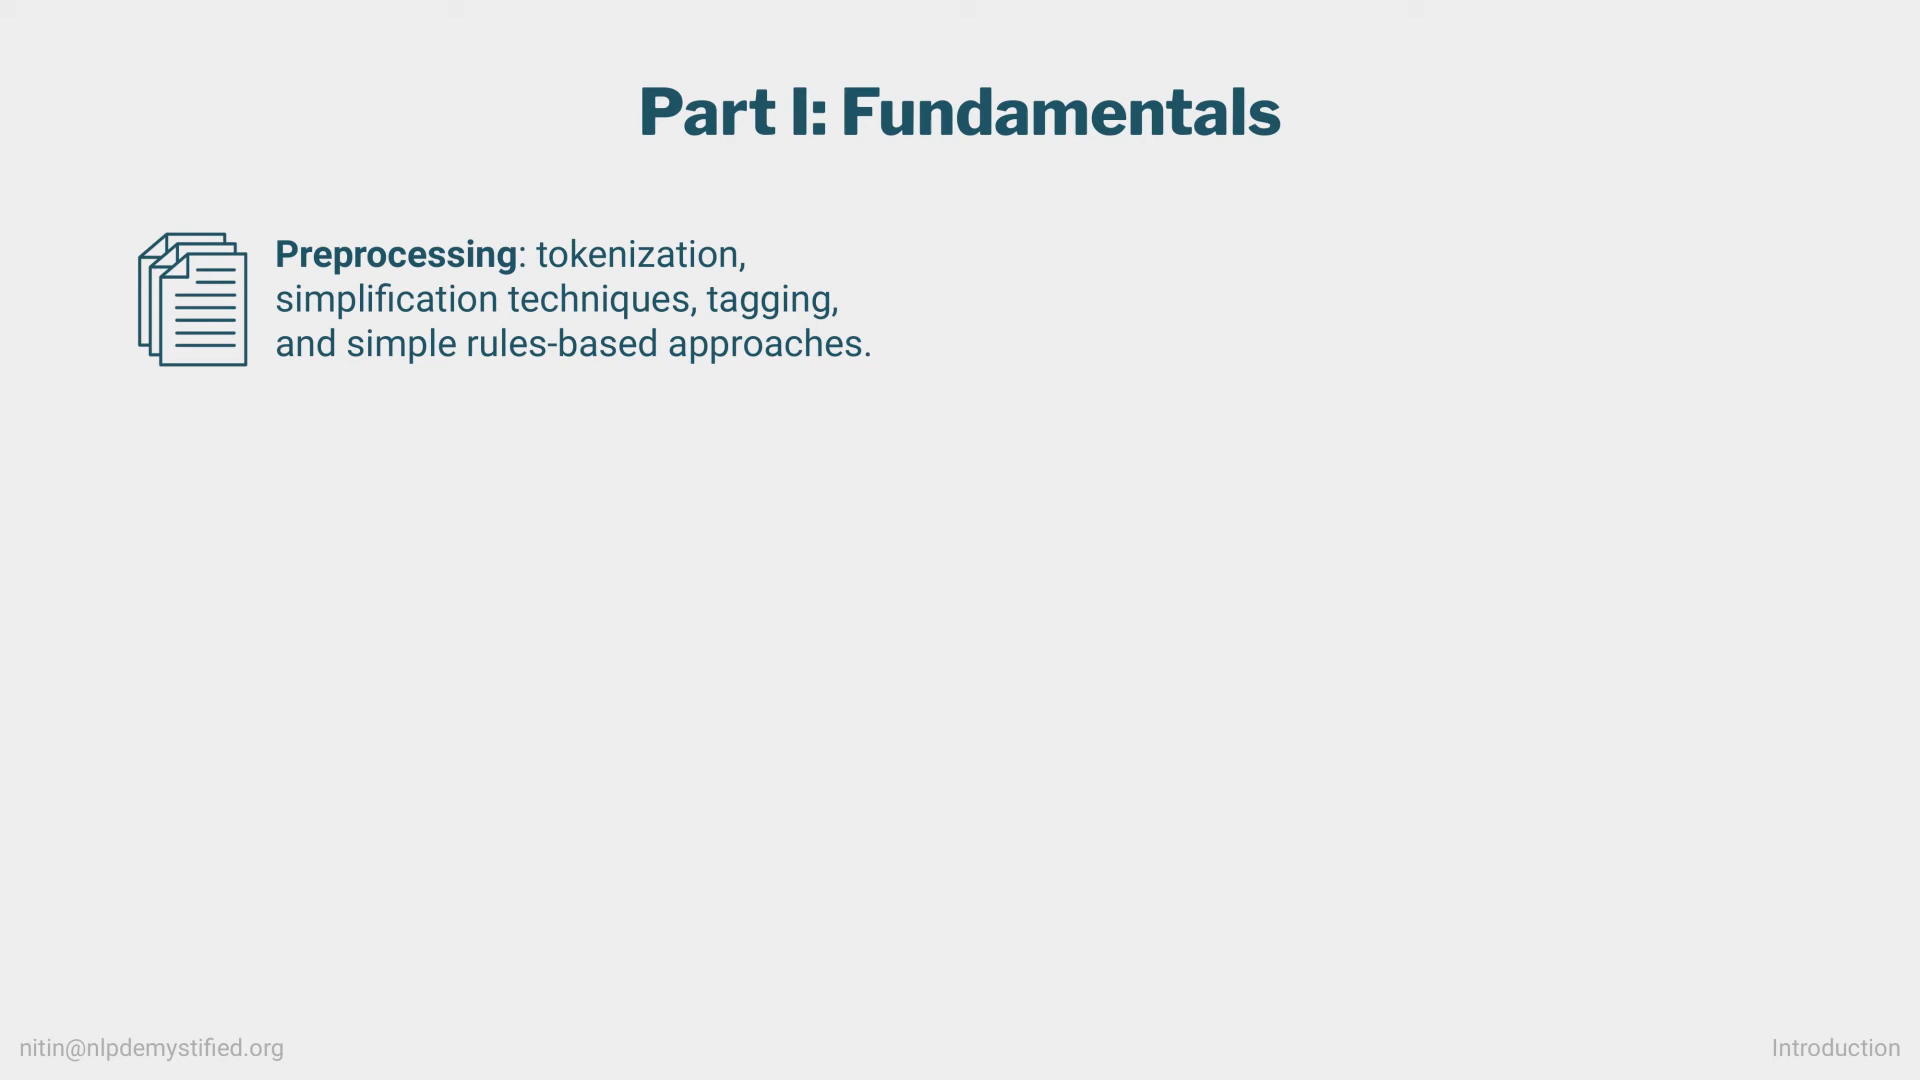 Part I: Fundamentals
Preprocessing: tokenization,
simplification techniques, tagging,
and simple rules-based approaches.
nitin@nlpdemystified.org
Introduction